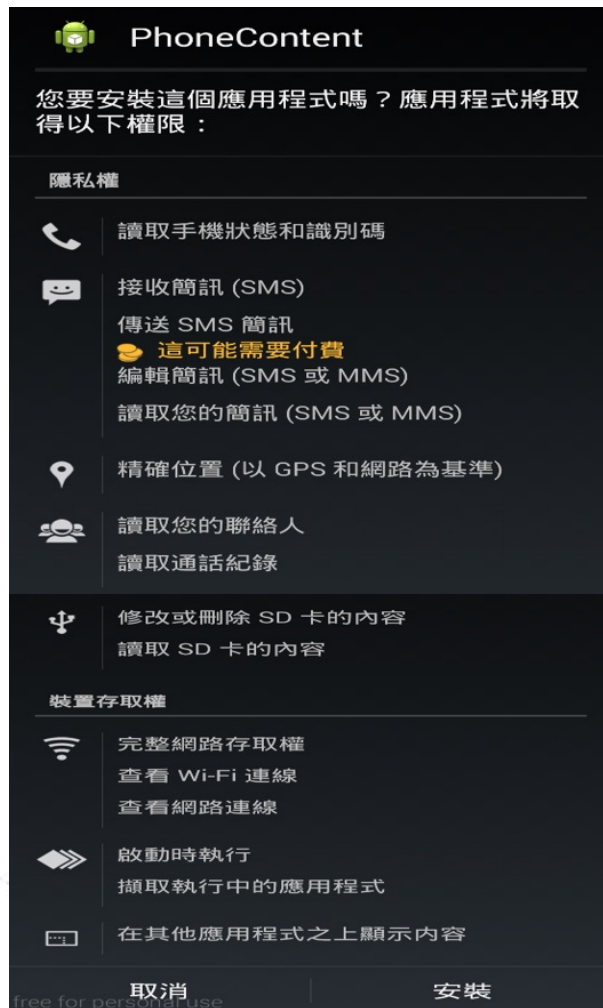 PhoneContent
您要安裝這個應用程式嗎？應用程式將取
得以下權限：
隱私權
讀取手機狀態和識別碼
接收簡訊 (SMS)
傳送 SMS 簡訊
這可能需要付費
編輯簡訊 (SMS 或 MMS)
讀取您的簡訊 (SMS 或 MMS)
精確位置 (以 GPS 和網路為基準)
讀取您的聯絡人
讀取通話紀錄
修改或刪除 SD 卡的內容
讀取 SD 卡的內容
裝置存取權
完整網路存取權
查看 Wi-Fi 連線
查看網路連線
啟動時執行
擷取執行中的應用程式
在其他應用程式之上顯示內容
取消
安裝
free for personal use